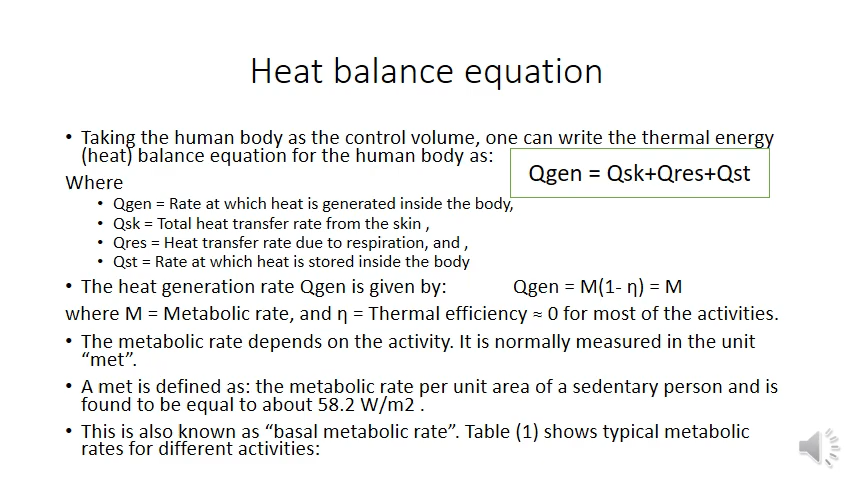 Heat balance equation
• Taking the human body as the control volume, one can write the thermal energy
(heat) balance equation for the human body as:
Qgen = Qsk+Qres+Qst
Where
• Qgen = Rate at which heat is generated inside the body,
• Qsk = Total heat transfer rate from the skin ,
• Qres = Heat transfer rate due to respiration, and ,
• Qst = Rate at which heat is stored inside the body
• The heat generation rate Qgen is given by: Qgen = M(1- η) = M
where M = Metabolic rate, and η = Thermal efficiency ≈ 0 for most of the activities.
• The metabolic rate depends on the activity. It is normally measured in the unit
“met”.
• A met is defined as: the metabolic rate per unit area of a sedentary person and is
found to be equal to about 58.2 W/m2 .
• This is also known as “basal metabolic rate”. Table (1) shows typical metabolic
rates for different activities: